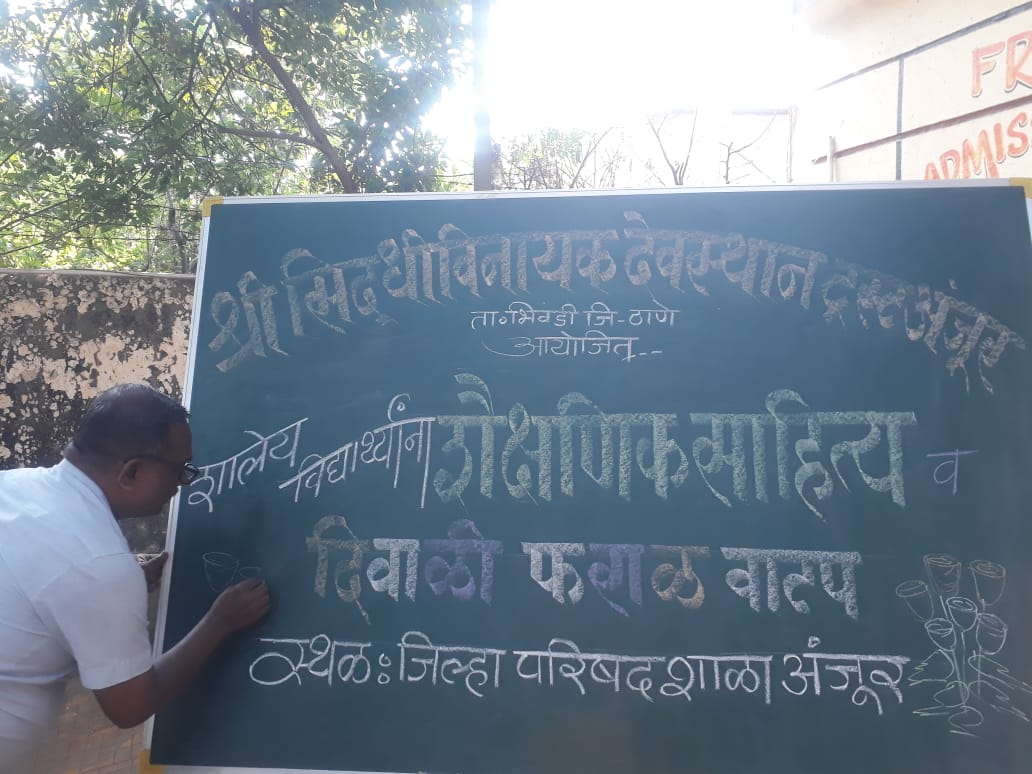 FR
ADMIS
श्री सिद्धीविनायक देवस्थान ट्रस्ट अंजूर
ता. भिवंडी जि-ठाणे
आयोजित--
शालेय विद्यार्थ्यांना शैक्षणिक साहित्य व
दिवाळी फराळ वाटप
स्थळ: जिल्हा परिषद शाळा अंजूर